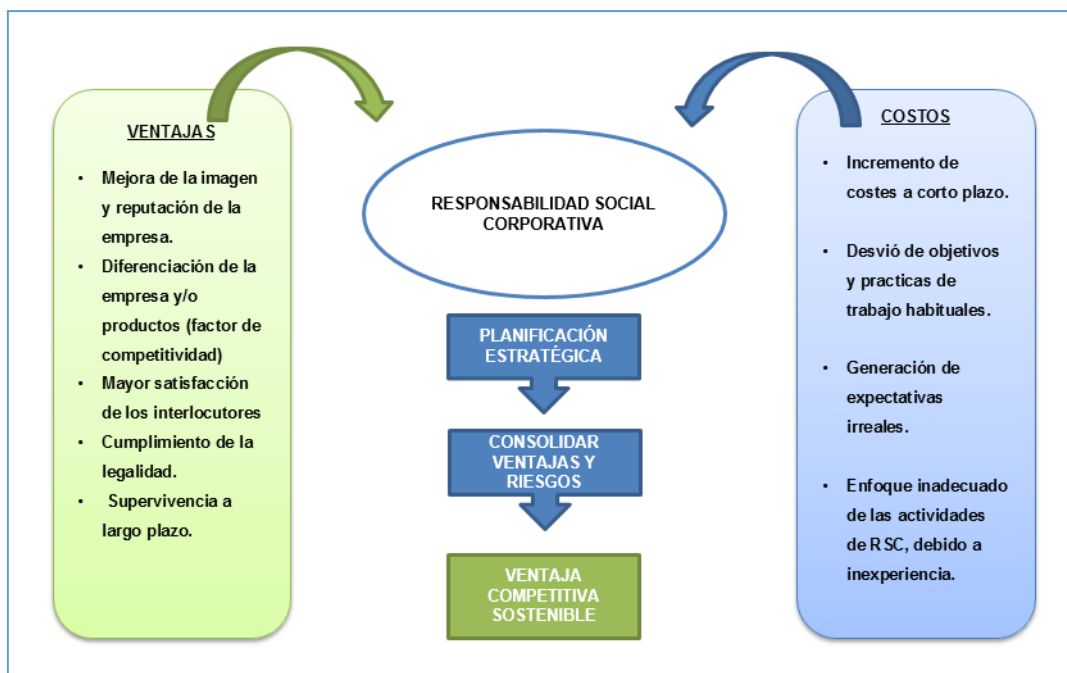 VENTAJAS
• Mejora de la imagen
y reputación de la
empresa.
• Diferenciación de la
empresa y/o
productos (factor de
competitividad)
• Mayor satisfacción
de los interlocutores
• Cumplimiento de la
legalidad.
• Supervivencia a
largo plazo.
RESPONSABILIDAD SOCIAL
CORPORATIVA
PLANIFICACIÓN
ESTRATÉGICA
CONSOLIDAR
VENTAJAS Y
RIESGOS
VENTAJA
COMPETITIVA
SOSTENIBLE
COSTOS
• Incremento de
costes a corto plazo.
• Desvió de objetivos
y practicas de
trabajo habituales.
• Generación de
expectativas
irreales.
• Enfoque inadecuado
de las actividades
de RSC, debido a
inexperiencia.